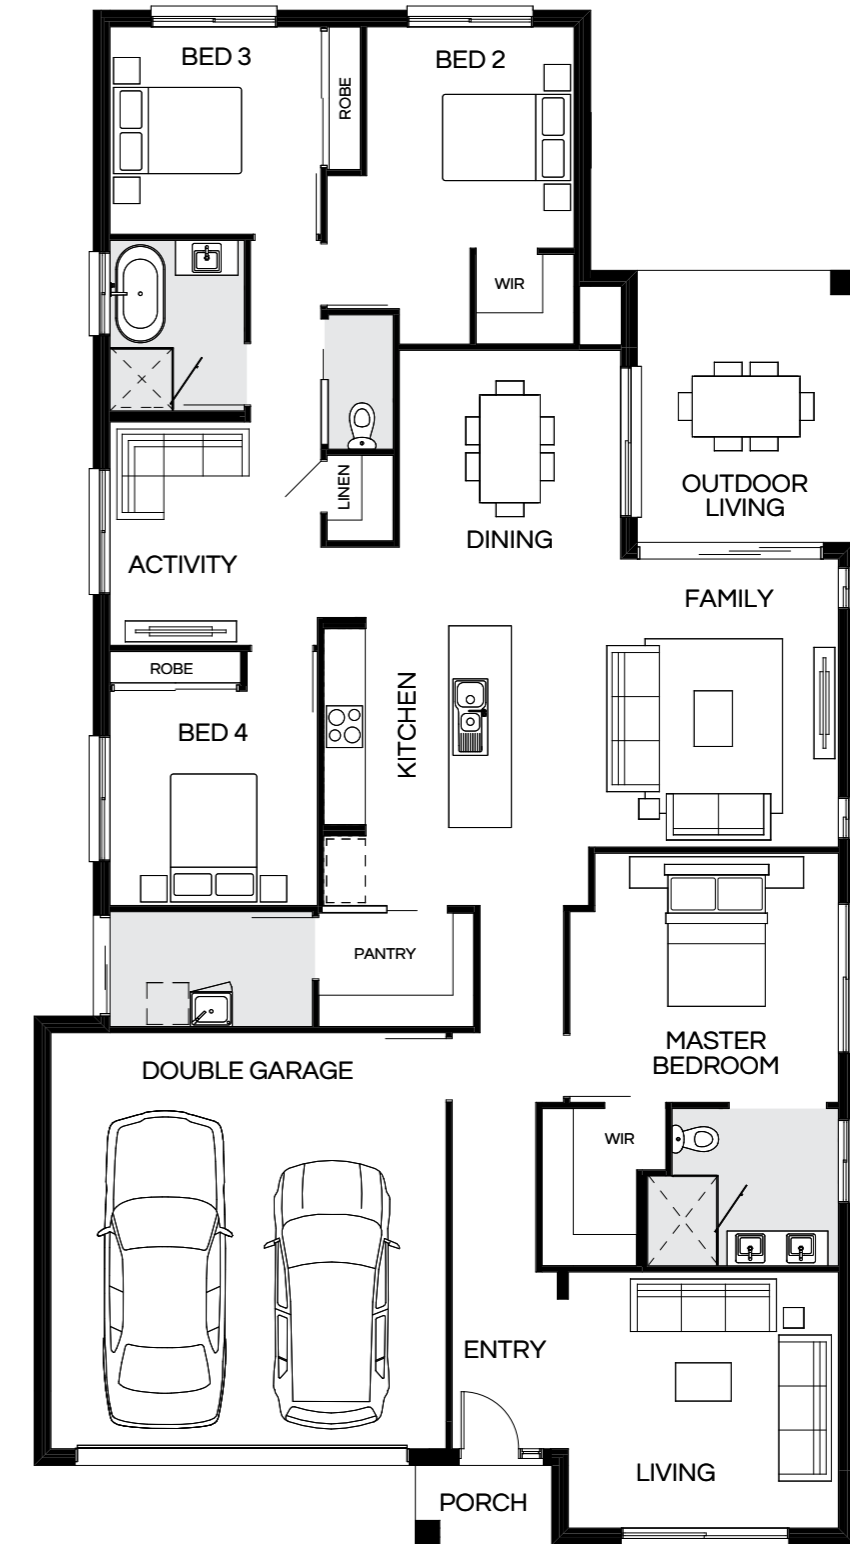 BED 3
BED 2
ROBE
WIR
LINEN
OUTDOOR
LIVING
DINING
ACTIVITY
FAMILY
ROBE
KITCHEN
BED 4
PANTRY
MASTER
BEDROOM
DOUBLE GARAGE
WIR
ENTRY
LIVING
PORCH